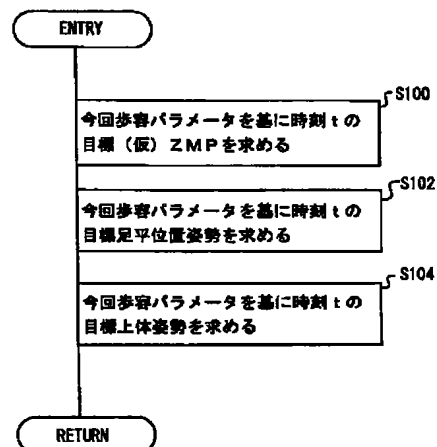 ENTRY
S100
今回歩容パラメータを基に時刻tの
目標(仮)ZMPを求める
S102
今回歩容パラメータを基に時刻tの
目標足平位置姿勢を求める
S104
今回歩容パラメータを基に時刻tの
目標上体姿勢を求める
RETURN